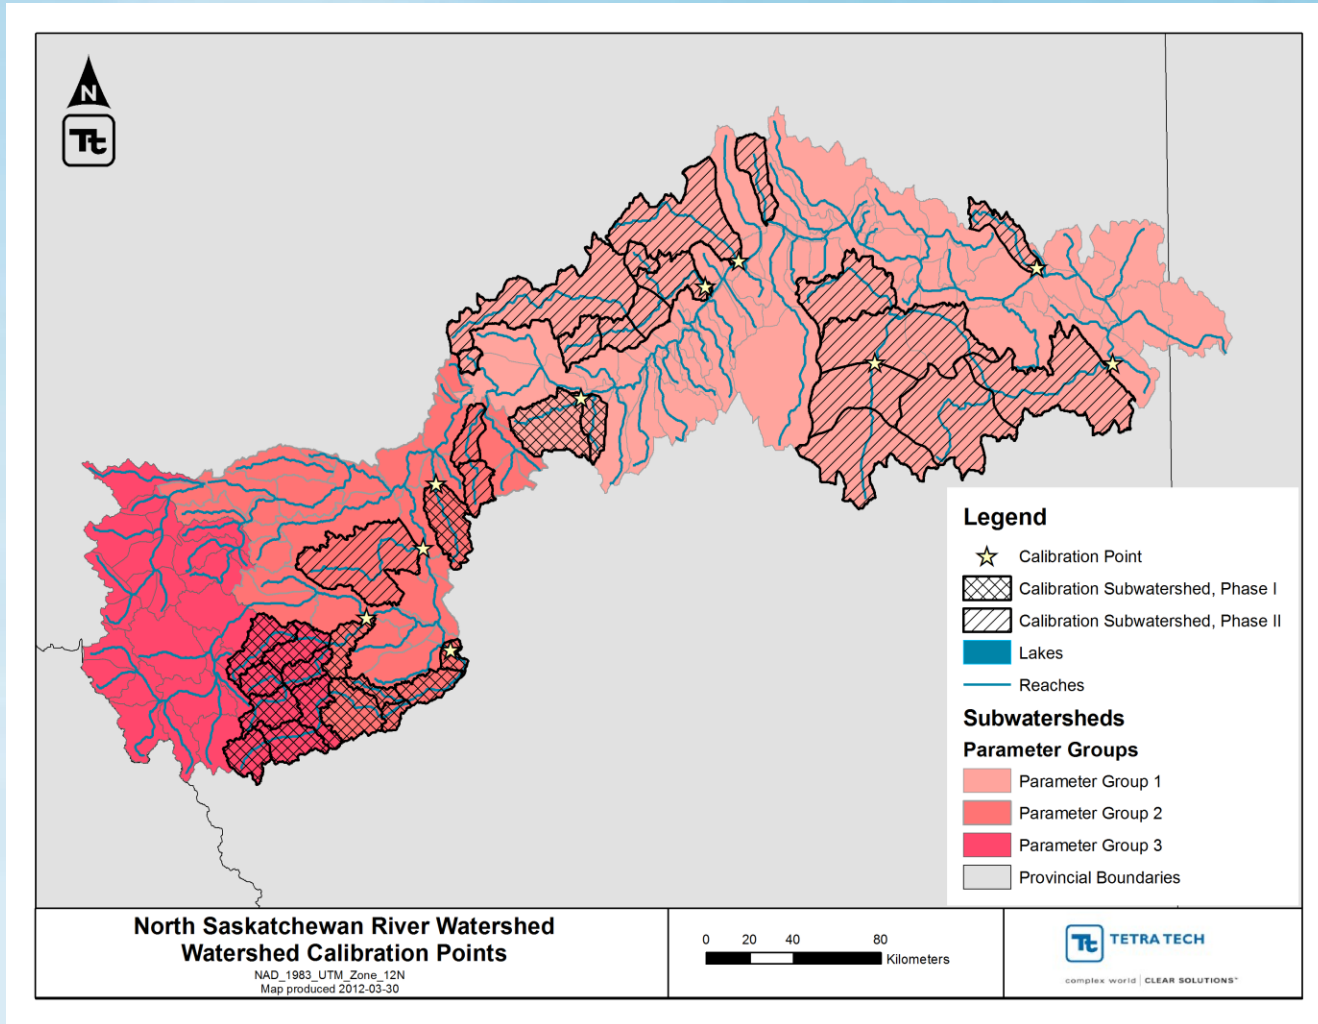 N
Tt
Legend
Calibration Point
Calibration Subwatershed, Phase I
Calibration Subwatershed, Phase II
Lakes
Reaches
Subwatersheds
Parameter Groups
Parameter Group 1
Parameter Group 2
Parameter Group 3
Provincial Boundaries
North Saskatchewan River Watershed
Watershed Calibration Points
NAD_1983_UTM_Zone_12N
Map produced 2012-03-30
0 20 40 80
Kilometers
Tt TETRA TECH
complex world | CLEAR SOLUTIONS™